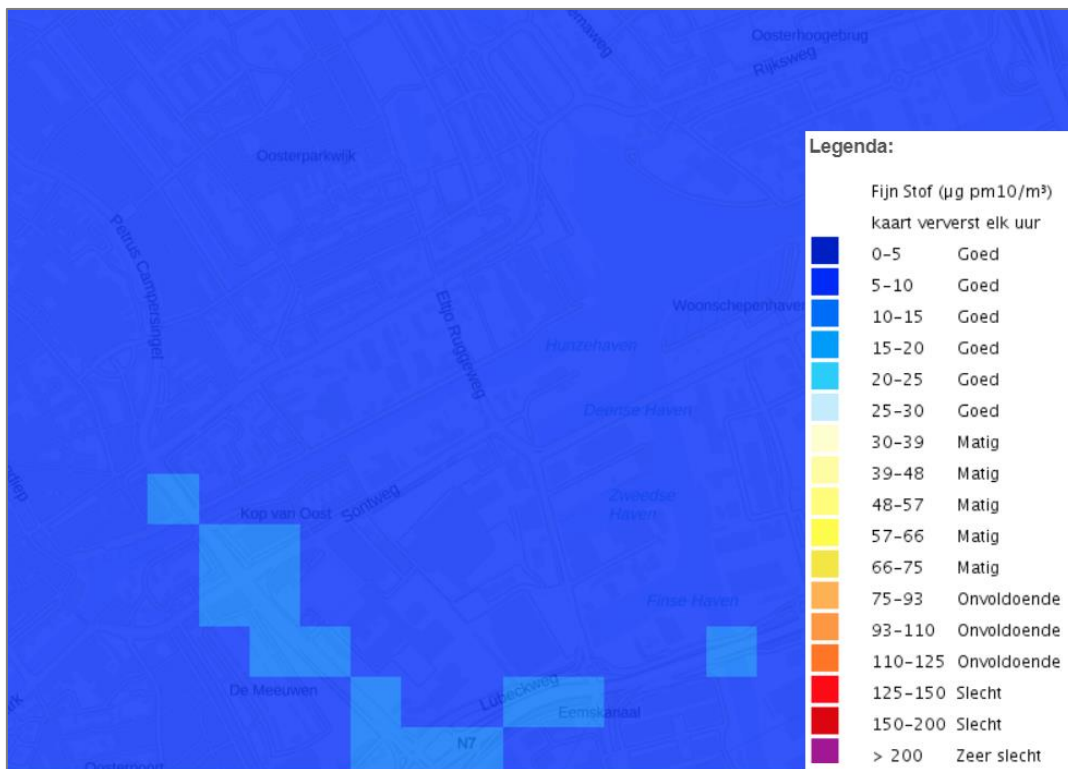 Oosterhoogebrug
Rijksweg
Oosterparkwijk
Petrus Campersingel
Eltjo Ruggeweg
Woonschepenhaven
Hunzehaven
Deense Haven
Zweedse
Haven
Kop van Oost
Sontweg
Finse Haven
De Meeuwen
Lübeckweg
Eemskanaal
N7
Oosterpoort
Legenda:
Fijn Stof (µg pm10/m³)
kaart ververst elk uur
0-5 Goed
5-10 Goed
10-15 Goed
15-20 Goed
20-25 Goed
25-30 Goed
30-39 Matig
39-48 Matig
48-57 Matig
57-66 Matig
66-75 Matig
75-93 Onvoldoende
93-110 Onvoldoende
110-125 Onvoldoende
125-150 Slecht
150-200 Slecht
> 200 Zeer slecht